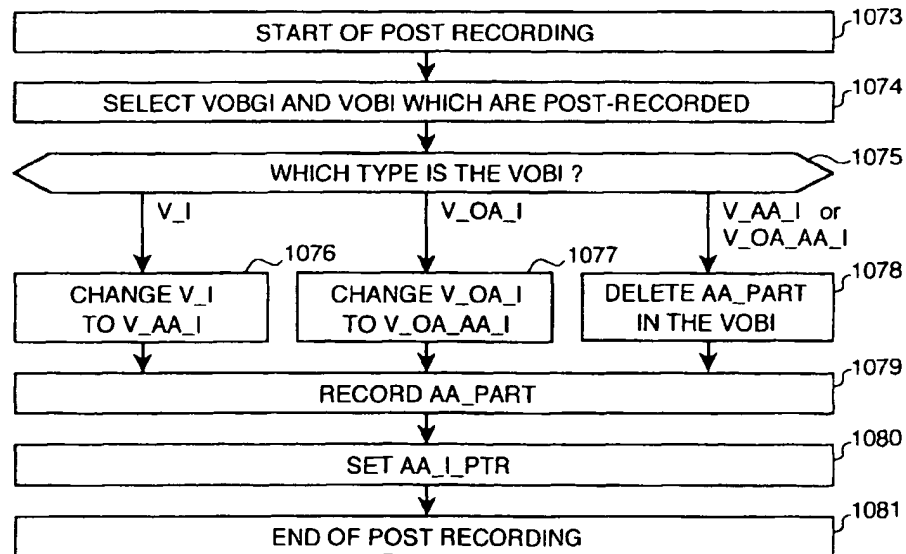 START OF POST RECORDING
1073
SELECT VOBGI AND VOBI WHICH ARE POST-RECORDED
1074
WHICH TYPE IS THE VOBI ?
1075
V_I
V_OA_I
V_AA_I or
V_OA_AA_I
1076
CHANGE V_I
TO V_AA_I
1077
CHANGE V_OA_I
TO V_OA_AA_I
1078
DELETE AA_PART
IN THE VOBI
1079
RECORD AA_PART
1080
SET AA_I_PTR
1081
END OF POST RECORDING